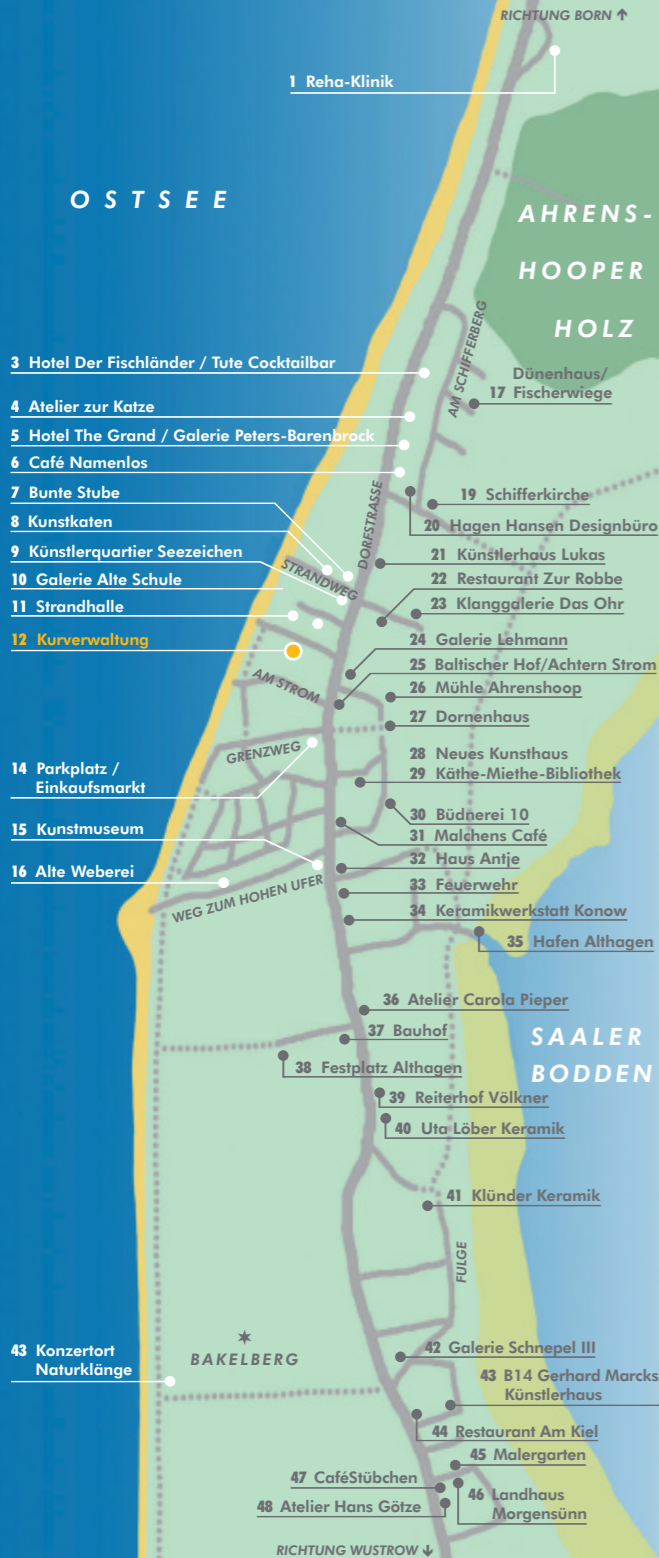 RICHTUNG BORN ↑
1 Reha-Klinik
OSTSEE
AHRENS-
HOOPER
HOLZ
AM SCHIFFERBERG
3 Hotel Der Fischländer / Tute Cocktailbar
Dünenhaus/
17 Fischerwiege
4 Atelier zur Katze
5 Hotel The Grand / Galerie Peters-Barenbrock
6 Café Namenlos
7 Bunte Stube
8 Kunstkaten
9 Künstlerquartier Seezeichen
10 Galerie Alte Schule
11 Strandhalle
12 Kurverwaltung
DORFSTRASSE
STRANDWEG
19 Schifferkirche
20 Hagen Hansen Designbüro
21 Künstlerhaus Lukas
22 Restaurant Zur Robbe
23 Klanggalerie Das Ohr
24 Galerie Lehmann
25 Baltischer Hof/Achtern Strom
26 Mühle Ahrenshoop
27 Dornenhaus
AM STROM
GRENZWEG
14 Parkplatz /
Einkaufsmarkt
28 Neues Kunsthaus
29 Käthe-Miethe-Bibliothek
30 Büdnerei 10
31 Malchens Café
15 Kunstmuseum
16 Alte Weberei
WEG ZUM HOHEN UFER
32 Haus Antje
33 Feuerwehr
34 Keramikwerkstatt Konow
35 Hafen Althagen
36 Atelier Carola Pieper
37 Bauhof
38 Festplatz Althagen
SAALER
BODDEN
39 Reiterhof Völkner
40 Uta Löber Keramik
41 Klünder Keramik
FULGE
43 Konzertort
Naturklänge
BAKELBERG
42 Galerie Schnepel III
43 B14 Gerhard Marcks
Künstlerhaus
44 Restaurant Am Kiel
45 Malergarten
46 Landhaus
Morgensünn
47 CaféStübchen
48 Atelier Hans Götze
RICHTUNG WUSTROW ↓